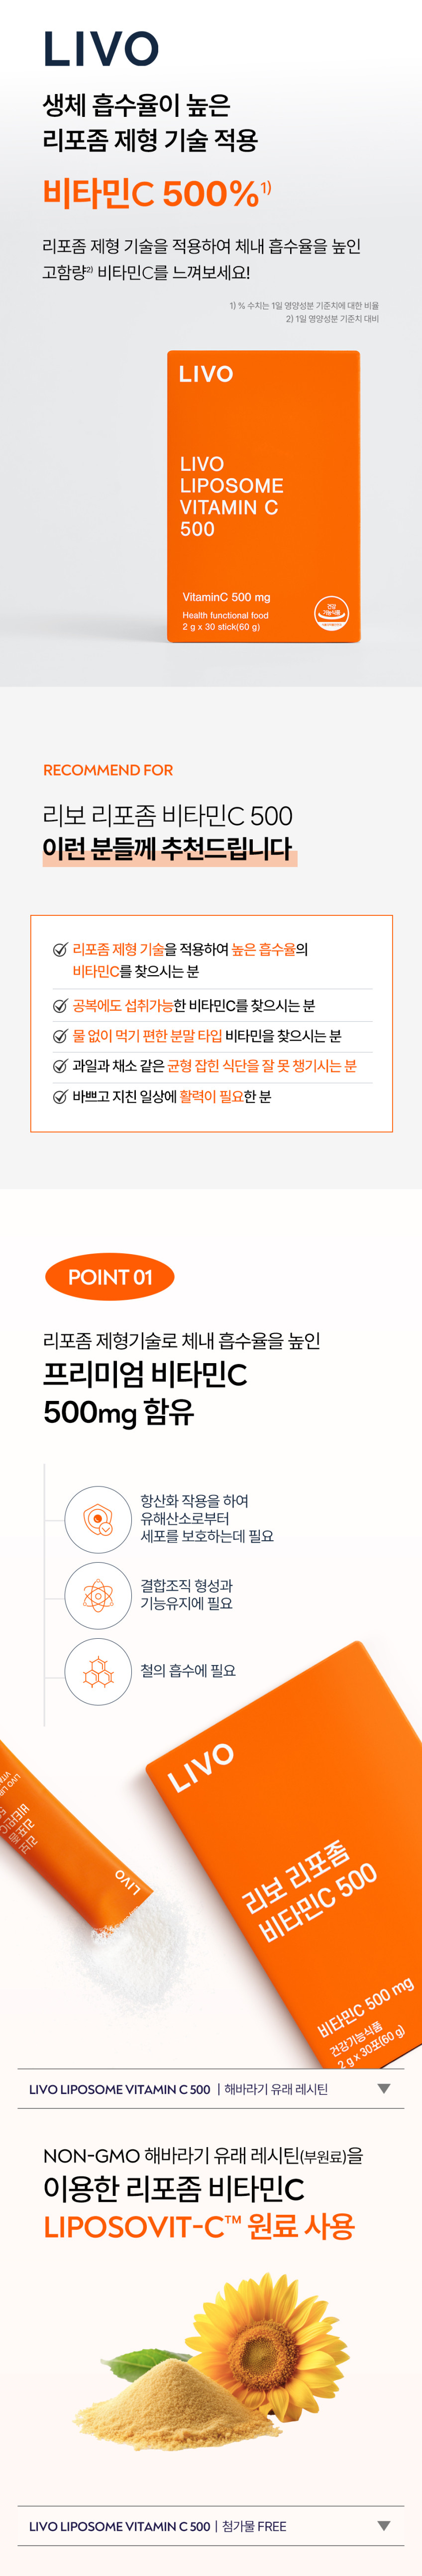 LIVO
생체 흡수율이 높은
리포좀 제형 기술 적용
비타민C 500%1)
리포좀 제형 기술을 적용하여 체내 흡수율을 높인
고함량2) 비타민C를 느껴보세요!
1) % 수치는 1일 영양성분 기준치에 대한 비율
2) 1일 영양성분 기준치 대비
LIVO
LIVO
LIPOSOME
VITAMIN C
500
VitaminC 500 mg
Health functional food
2 g x 30 stick(60 g)
건강
기능식품
RECOMMEND FOR
리보 리포좀 비타민C 500
이런 분들께 추천드립니다
리포좀 제형 기술을 적용하여 높은 흡수율의
비타민C를 찾으시는 분
공복에도 섭취가능한 비타민C를 찾으시는 분
물 없이 먹기 편한 분말 타입 비타민을 찾으시는 분
과일과 채소 같은 균형 잡힌 식단을 잘 못 챙기시는 분
바쁘고 지친 일상에 활력이 필요한 분
POINT 01
리포좀 제형기술로 체내 흡수율을 높인
프리미엄 비타민C
500mg 함유
항산화 작용을 하여
유해산소로부터
세포를 보호하는데 필요
결합조직 형성과
기능유지에 필요
철의 흡수에 필요
LIVO
리보 리포좀
비타민C 500
비타민C 500 mg
건강기능식품
2 g x 30포(60 g)
LIVO
LIVO LIPOSOME VITAMIN C 500 | 해바라기 유래 레시틴 ▼
NON-GMO 해바라기 유래 레시틴(부원료)을
이용한 리포좀 비타민C
LIPOSOVIT-C™ 원료 사용
LIVO LIPOSOME VITAMIN C 500 | 첨가물 FREE ▼